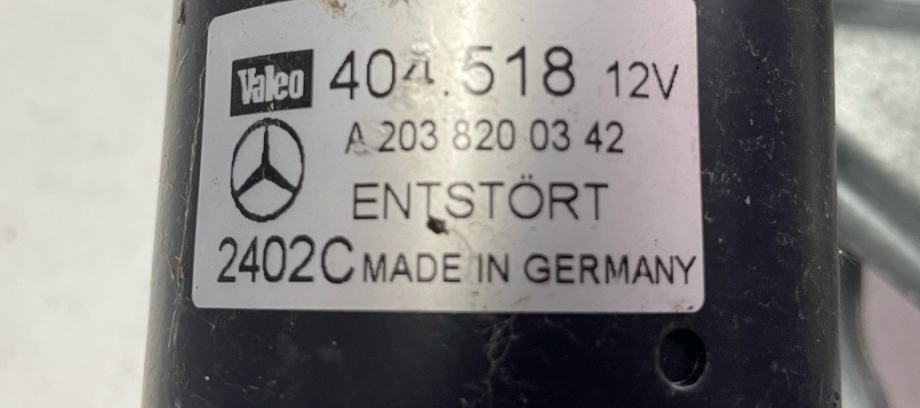 Valeo 404.518 12V
A 203 820 03 42
ENTSTÖRT
2402C MADE IN GERMANY